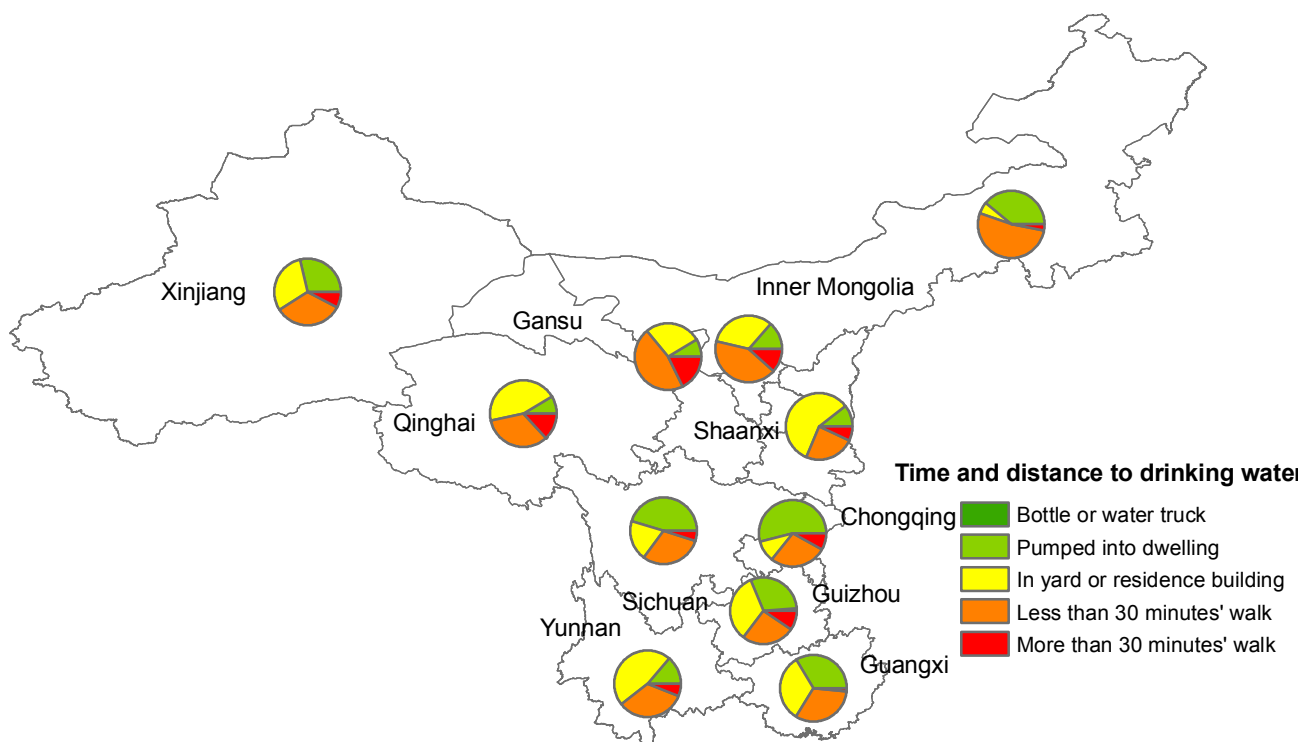 Inner Mongolia
Xinjiang
Gansu
Qinghai
Shaanxi
Time and distance to drinking water
Bottle or water truck
Pumped into dwelling
In yard or residence building
Less than 30 minutes' walk
More than 30 minutes' walk
Chongqing
Sichuan
Guizhou
Yunnan
Guangxi